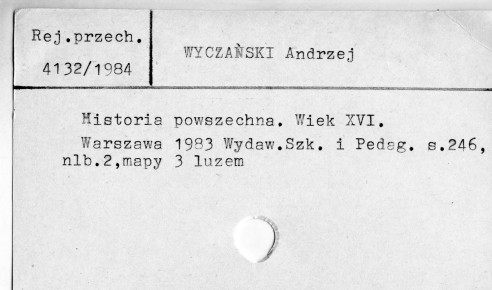 Rej.przech.
4132/1984
WYCZAŃSKI Andrzej
Historia powszechna. Wiek XVI.
Warszawa 1983 Wydaw.Szk. i Pedag. s.246,
nlb.2,mapy 3 luzem